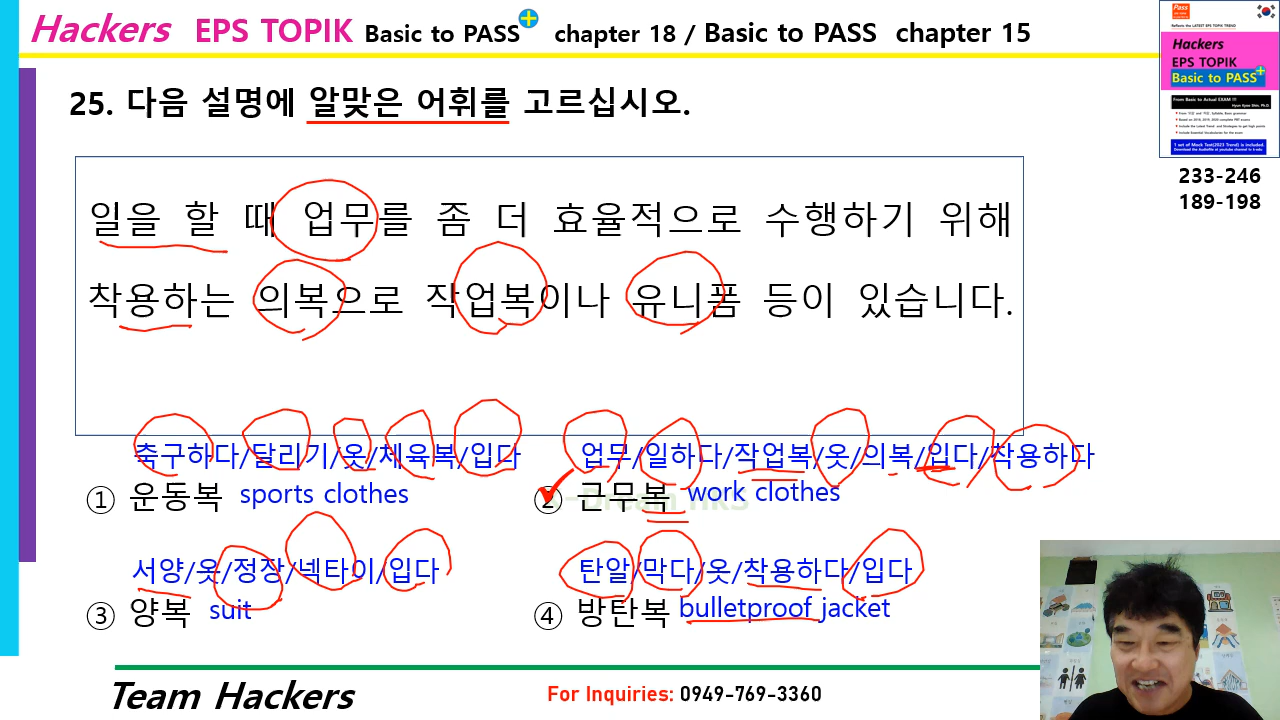 Hackers EPS TOPIK Basic to PASS+ chapter 18 / Basic to PASS chapter 15
Pass
Hackers
EPS TOPIK
Basic to PASS+
From Basic to Actual EXAM !!!
233-246
189-198
25. 다음 설명에 알맞은 어휘를 고르십시오.
일을 할 때 업무를 좀 더 효율적으로 수행하기 위해
착용하는 의복으로 작업복이나 유니폼 등이 있습니다.
축구하다/달리기/옷/체육복/입다
업무/일하다/작업복/옷/의복/입다/착용하다
① 운동복 sports clothes
② 근무복 work clothes
서양/옷/정장/넥타이/입다
탄알/막다/옷/착용하다/입다
③ 양복 suit
④ 방탄복 bulletproof jacket
Team Hackers
For Inquiries: 0949-769-3360